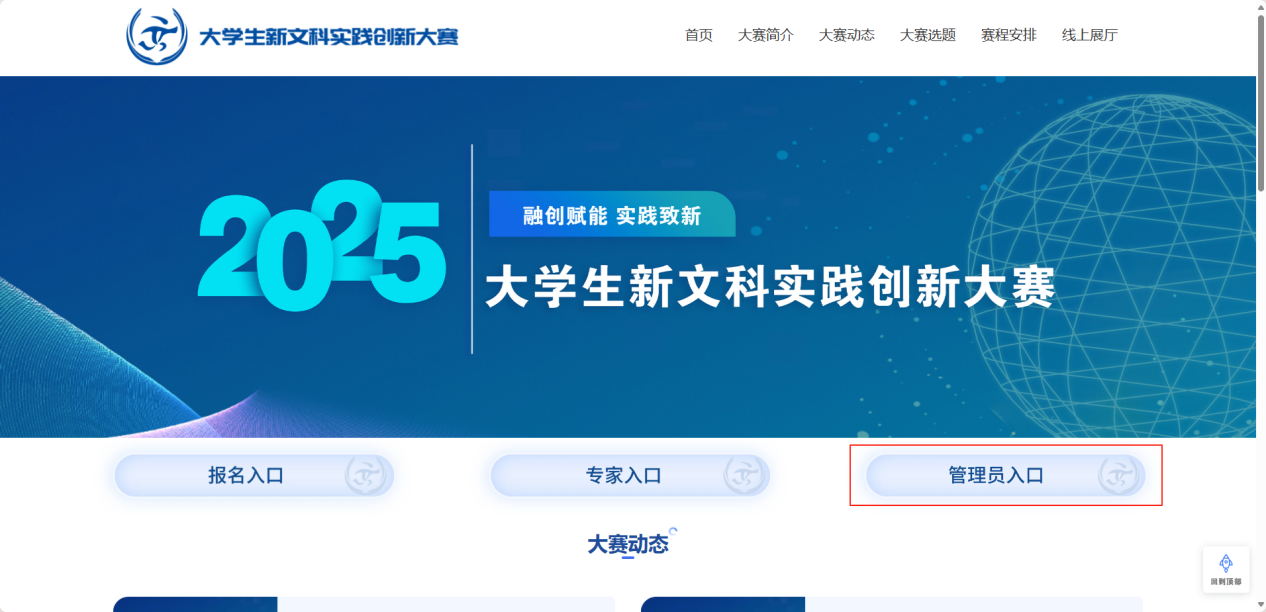 大学生新文科实践创新大赛
首页 大赛简介 大赛动态 大赛选题 赛程安排 线上展厅
2025
融创赋能 实践致新
大学生新文科实践创新大赛
报名入口 专家入口 管理员入口
大赛动态
回到顶部